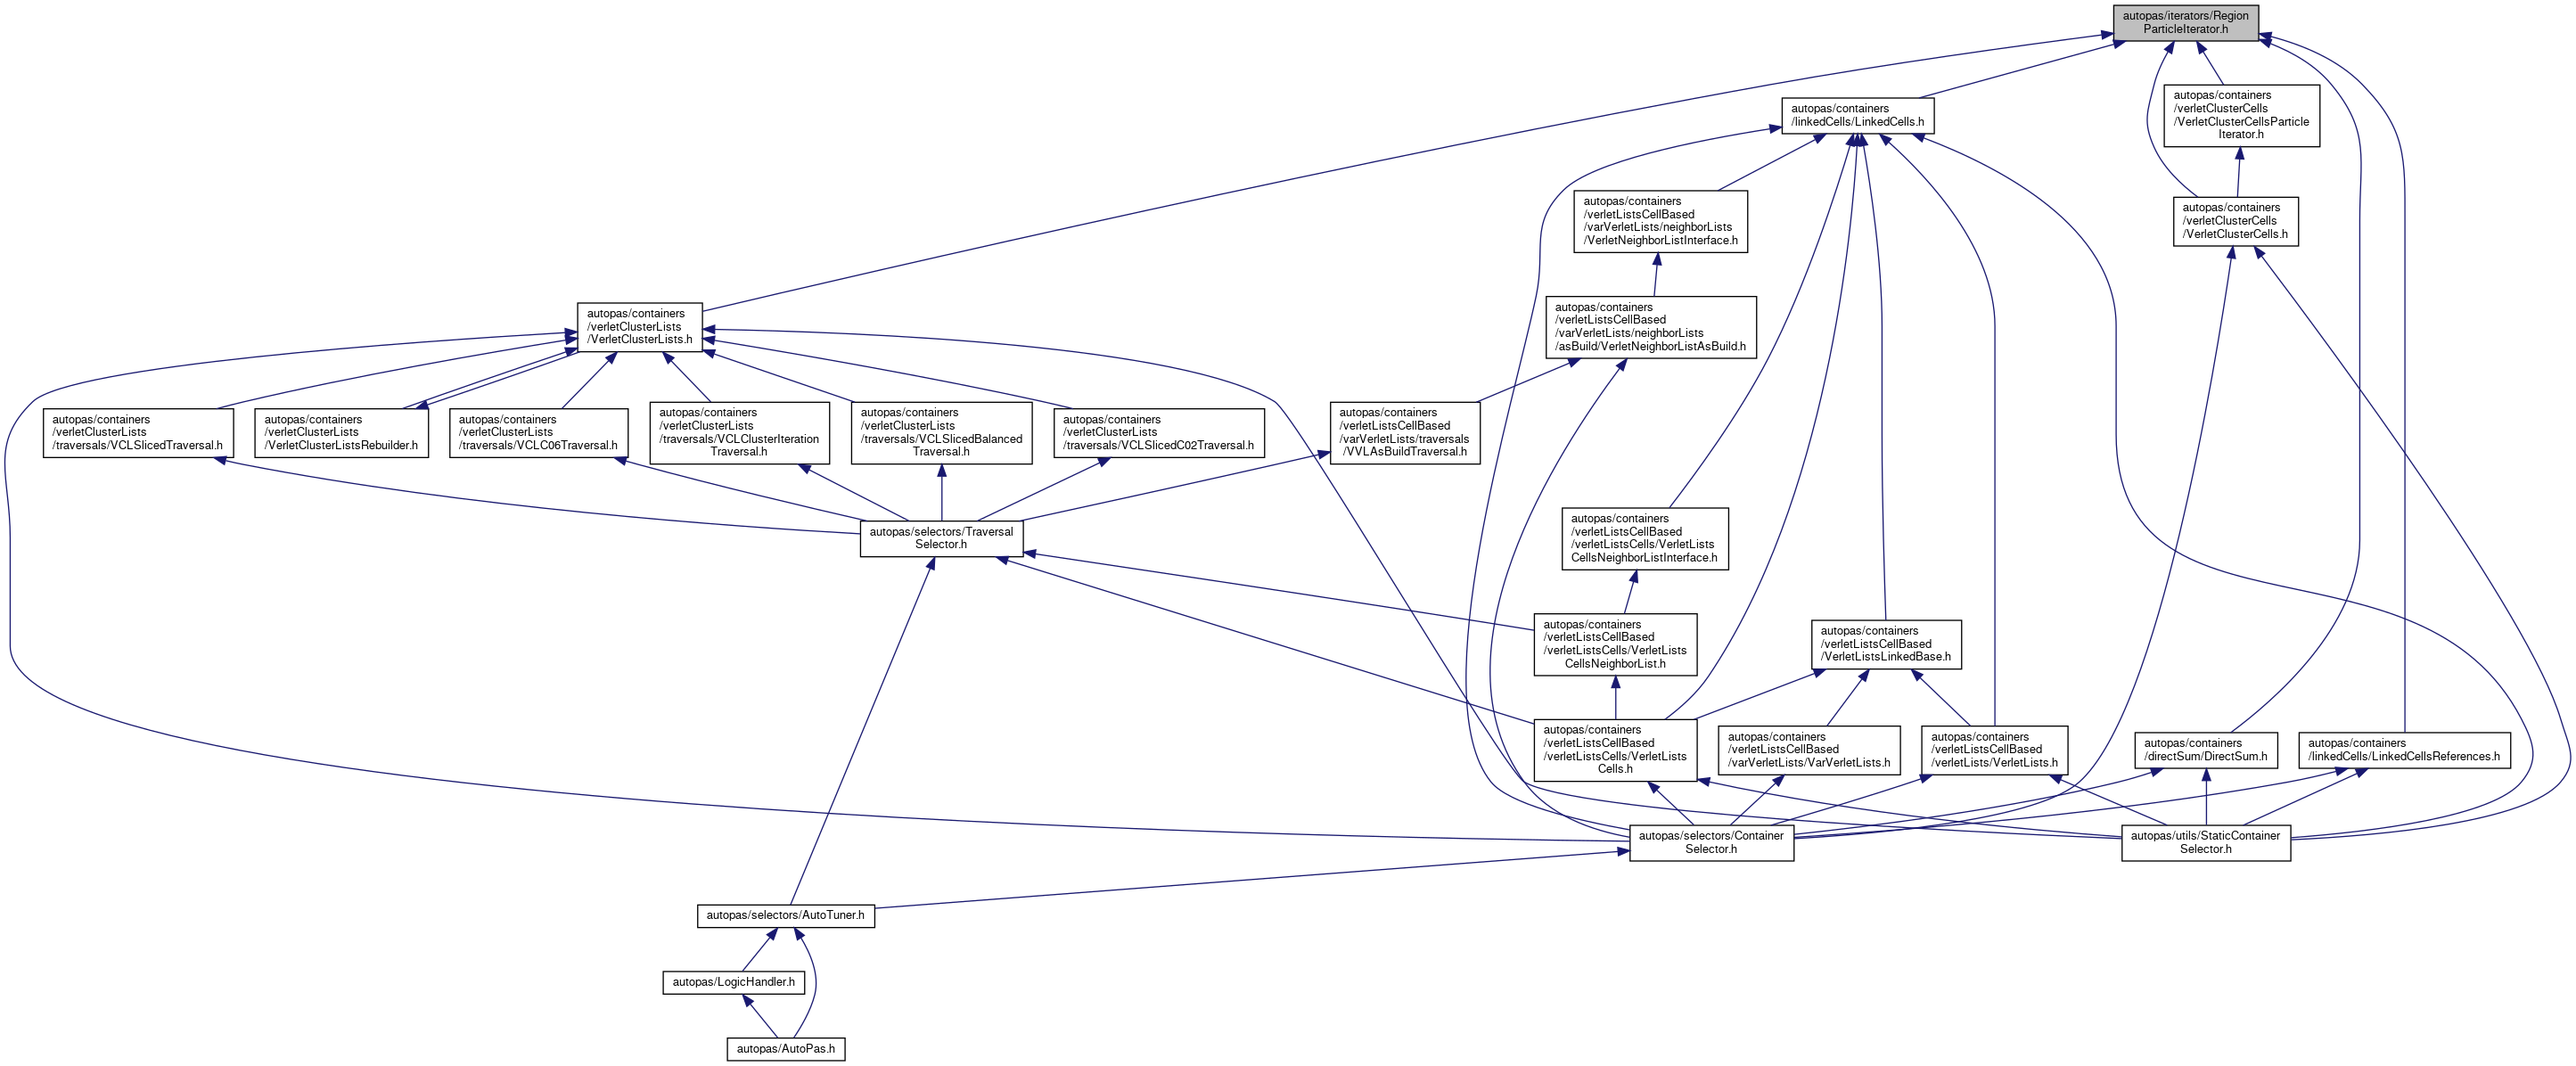 autopas/iterators/Region
ParticleIterator.h
autopas/containers
/verletClusterCells
/VerletClusterCellsParticle
Iterator.h
autopas/containers
/linkedCells/LinkedCells.h
autopas/containers
/verletListsCellBased
/varVerletLists/neighborLists
/VerletNeighborListInterface.h
autopas/containers
/verletClusterCells
/VerletClusterCells.h
autopas/containers
/verletClusterLists
/VerletClusterLists.h
autopas/containers
/verletListsCellBased
/varVerletLists/neighborLists
/asBuild/VerletNeighborListAsBuild.h
autopas/containers
/verletClusterLists
/traversals/VCLSlicedTraversal.h
autopas/containers
/verletClusterLists
/VerletClusterListsRebuilder.h
autopas/containers
/verletClusterLists
/traversals/VCLC06Traversal.h
autopas/containers
/verletClusterLists
/traversals/VCLClusterIteration
Traversal.h
autopas/containers
/verletClusterLists
/traversals/VCLSlicedBalanced
Traversal.h
autopas/containers
/verletClusterLists
/traversals/VCLSlicedC02Traversal.h
autopas/containers
/verletListsCellBased
/varVerletLists/traversals
/VVLAsBuildTraversal.h
autopas/selectors/Traversal
Selector.h
autopas/containers
/verletListsCellBased
/verletListsCells/VerletLists
CellsNeighborListInterface.h
autopas/containers
/verletListsCellBased
/verletListsCells/VerletLists
CellsNeighborList.h
autopas/containers
/verletListsCellBased
/VerletListsLinkedBase.h
autopas/containers
/verletListsCellBased
/verletListsCells/VerletLists
Cells.h
autopas/containers
/verletListsCellBased
/varVerletLists/VarVerletLists.h
autopas/containers
/verletListsCellBased
/verletLists/VerletLists.h
autopas/containers
/directSum/DirectSum.h
autopas/containers
/linkedCells/LinkedCellsReferences.h
autopas/selectors/Container
Selector.h
autopas/utils/StaticContainer
Selector.h
autopas/selectors/AutoTuner.h
autopas/LogicHandler.h
autopas/AutoPas.h